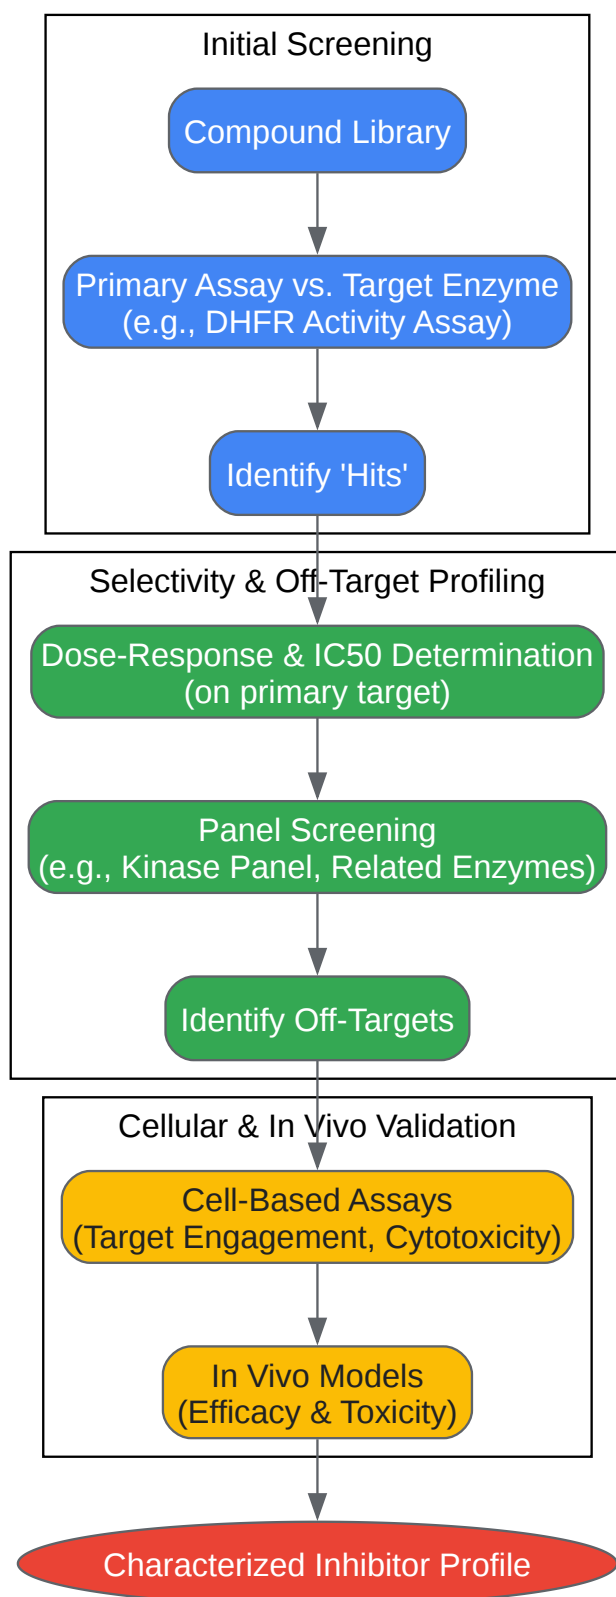 Initial Screening
Compound Library
Primary Assay vs. Target Enzyme
(e.g., DHFR Activity Assay)
Identify 'Hits'
Selectivity & Off-Target Profiling
Dose-Response & IC50 Determination
(on primary target)
Panel Screening
(e.g., Kinase Panel, Related Enzymes)
Identify Off-Targets
Cellular & In Vivo Validation
Cell-Based Assays
(Target Engagement, Cytotoxicity)
In Vivo Models
(Efficacy & Toxicity)
Characterized Inhibitor Profile